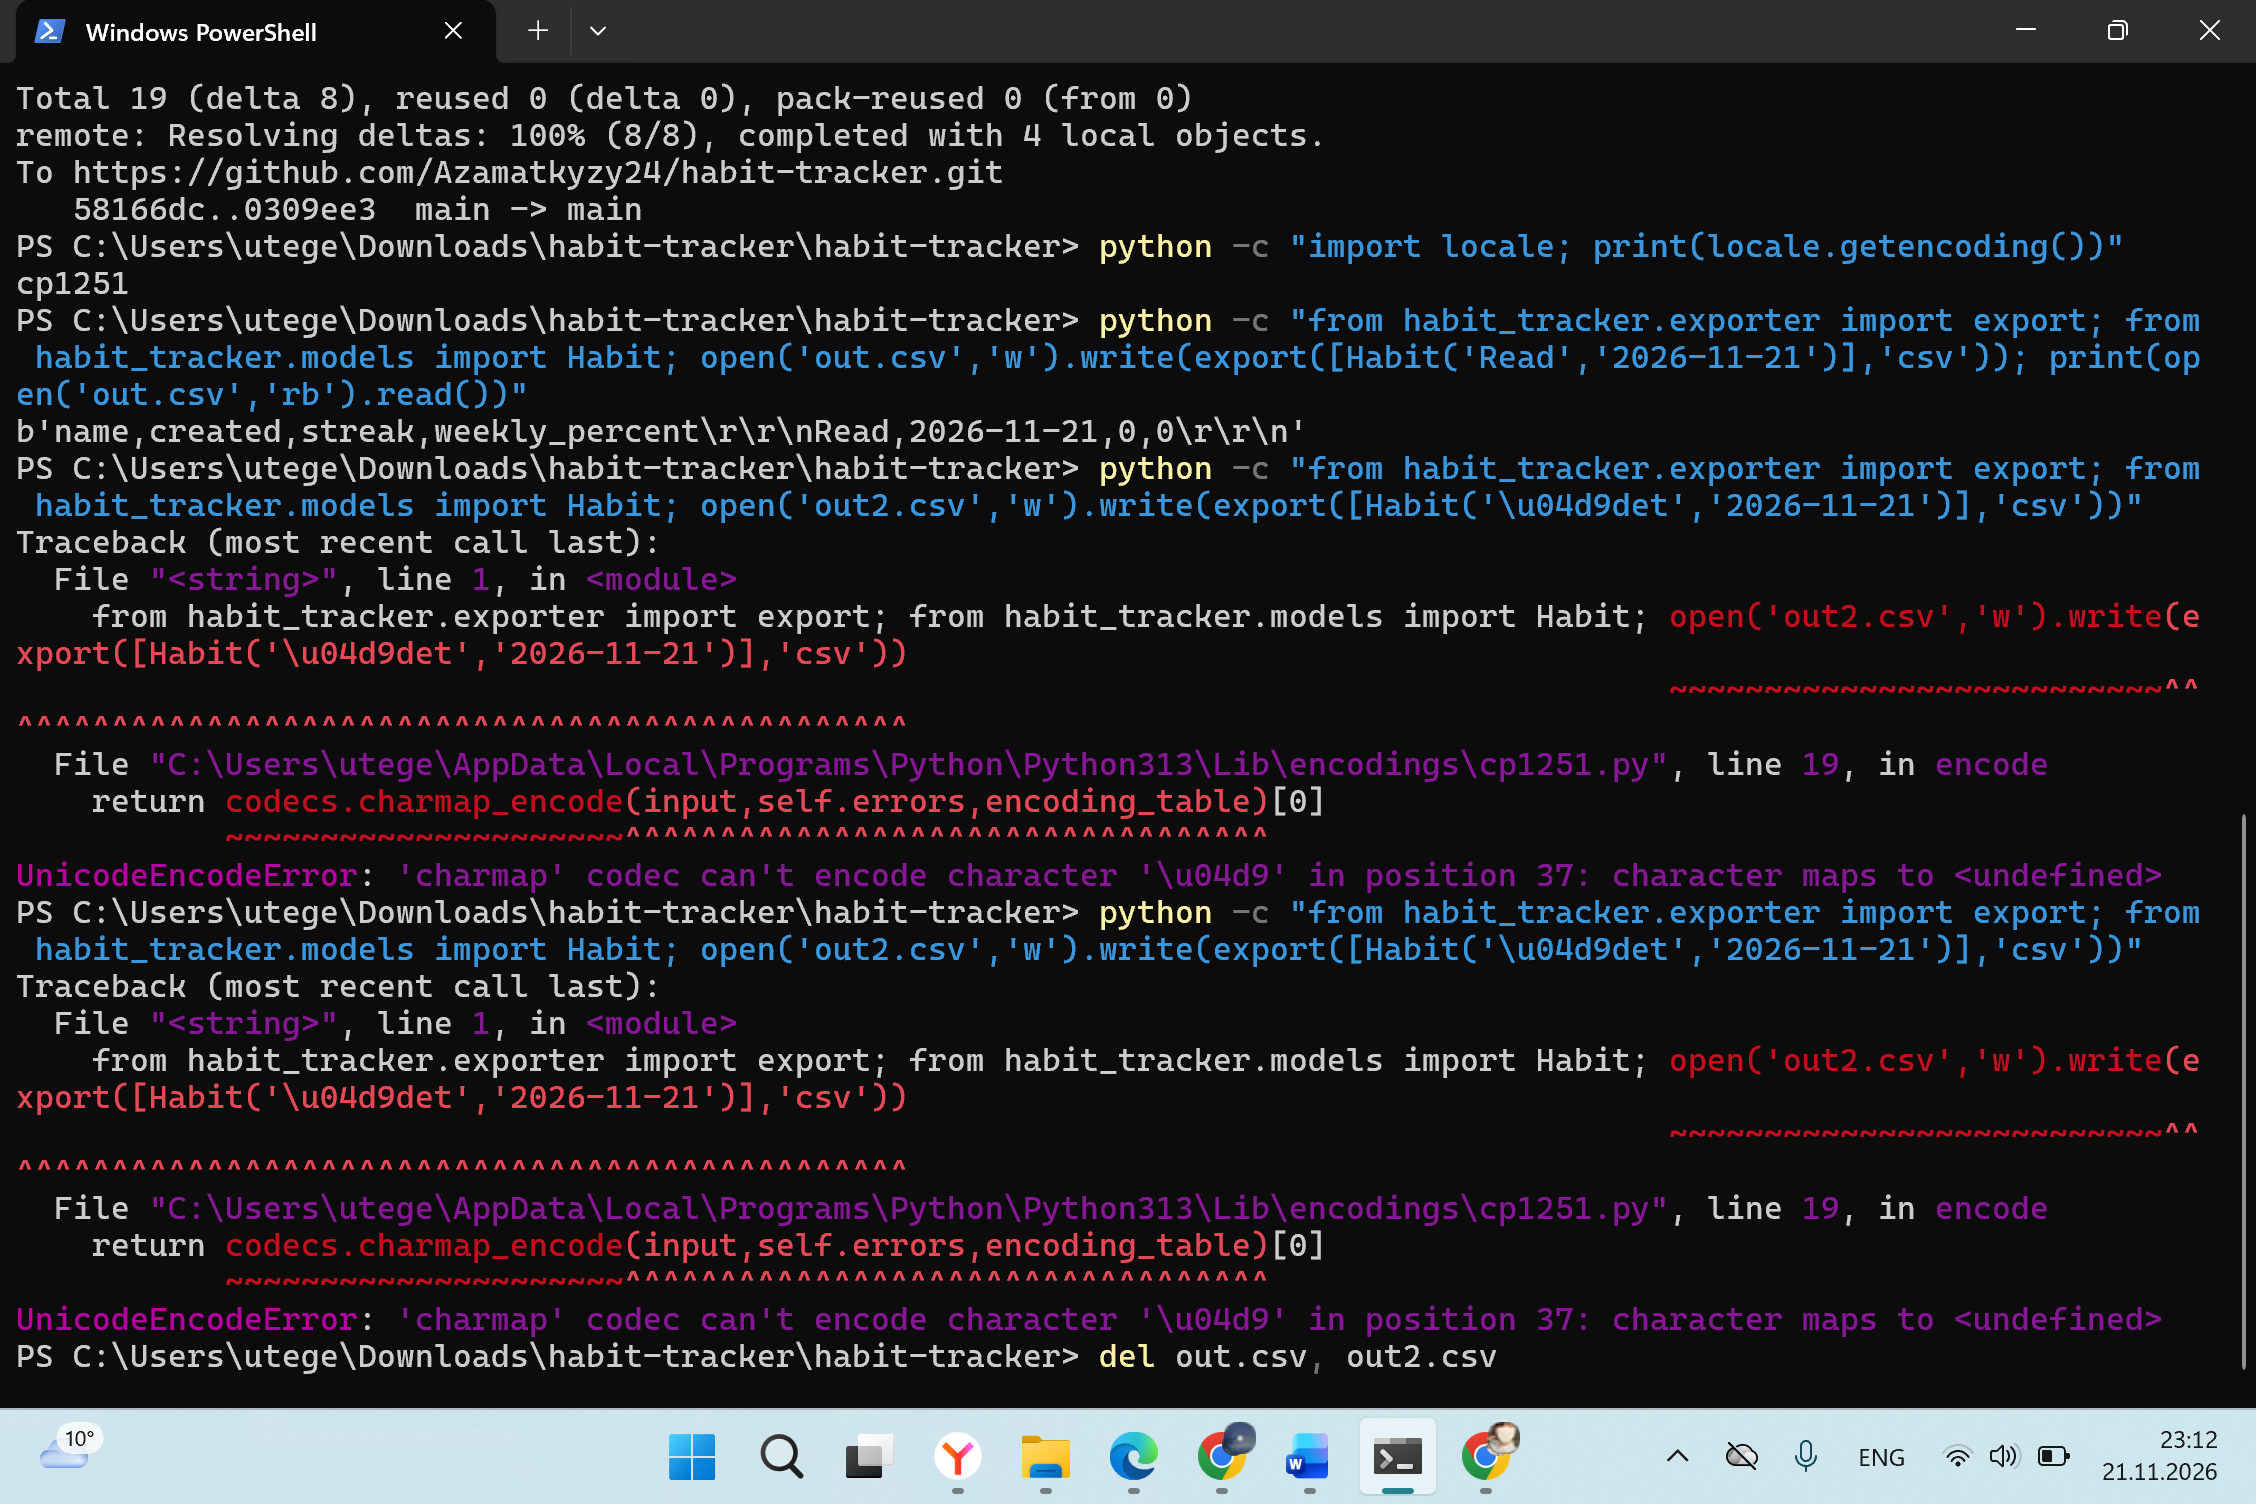 Windows PowerShell
Total 19 (delta 8), reused 0 (delta 0), pack-reused 0 (from 0)
remote: Resolving deltas: 100% (8/8), completed with 4 local objects.
To https://github.com/Azamatkyzy24/habit-tracker.git
   58166dc..0309ee3  main -> main
PS C:\Users\utege\Downloads\habit-tracker\habit-tracker> python -c "import locale; print(locale.getencoding())"
cp1251
PS C:\Users\utege\Downloads\habit-tracker\habit-tracker> python -c "from habit_tracker.exporter import export; from
 habit_tracker.models import Habit; open('out.csv','w').write(export([Habit('Read','2026-11-21')],'csv')); print(op
en('out.csv','rb').read())"
b'name,created,streak,weekly_percent\r\r\nRead,2026-11-21,0,0\r\r\n'
PS C:\Users\utege\Downloads\habit-tracker\habit-tracker> python -c "from habit_tracker.exporter import export; from
 habit_tracker.models import Habit; open('out2.csv','w').write(export([Habit('\u04d9det','2026-11-21')],'csv'))"
Traceback (most recent call last):
  File "<string>", line 1, in <module>
    from habit_tracker.exporter import export; from habit_tracker.models import Habit; open('out2.csv','w').write(e
xport([Habit('\u04d9det','2026-11-21')],'csv'))
                                                                                       ~~~~~~~~~~~~~~~~~~~~~~~~~~^^
^^^^^^^^^^^^^^^^^^^^^^^^^^^^^^^^^^^^^^^^^^^^^^^
  File "C:\Users\utege\AppData\Local\Programs\Python\Python313\Lib\encodings\cp1251.py", line 19, in encode
    return codecs.charmap_encode(input,self.errors,encoding_table)[0]
           ~~~~~~~~~~~~~~~~~~~~~^^^^^^^^^^^^^^^^^^^^^^^^^^^^^^^^^^
UnicodeEncodeError: 'charmap' codec can't encode character '\u04d9' in position 37: character maps to <undefined>
PS C:\Users\utege\Downloads\habit-tracker\habit-tracker> python -c "from habit_tracker.exporter import export; from
 habit_tracker.models import Habit; open('out2.csv','w').write(export([Habit('\u04d9det','2026-11-21')],'csv'))"
Traceback (most recent call last):
  File "<string>", line 1, in <module>
    from habit_tracker.exporter import export; from habit_tracker.models import Habit; open('out2.csv','w').write(e
xport([Habit('\u04d9det','2026-11-21')],'csv'))
                                                                                       ~~~~~~~~~~~~~~~~~~~~~~~~~~^^
^^^^^^^^^^^^^^^^^^^^^^^^^^^^^^^^^^^^^^^^^^^^^^^
  File "C:\Users\utege\AppData\Local\Programs\Python\Python313\Lib\encodings\cp1251.py", line 19, in encode
    return codecs.charmap_encode(input,self.errors,encoding_table)[0]
           ~~~~~~~~~~~~~~~~~~~~~^^^^^^^^^^^^^^^^^^^^^^^^^^^^^^^^^^
UnicodeEncodeError: 'charmap' codec can't encode character '\u04d9' in position 37: character maps to <undefined>
PS C:\Users\utege\Downloads\habit-tracker\habit-tracker> del out.csv, out2.csv
10°
ENG
23:12
21.11.2026